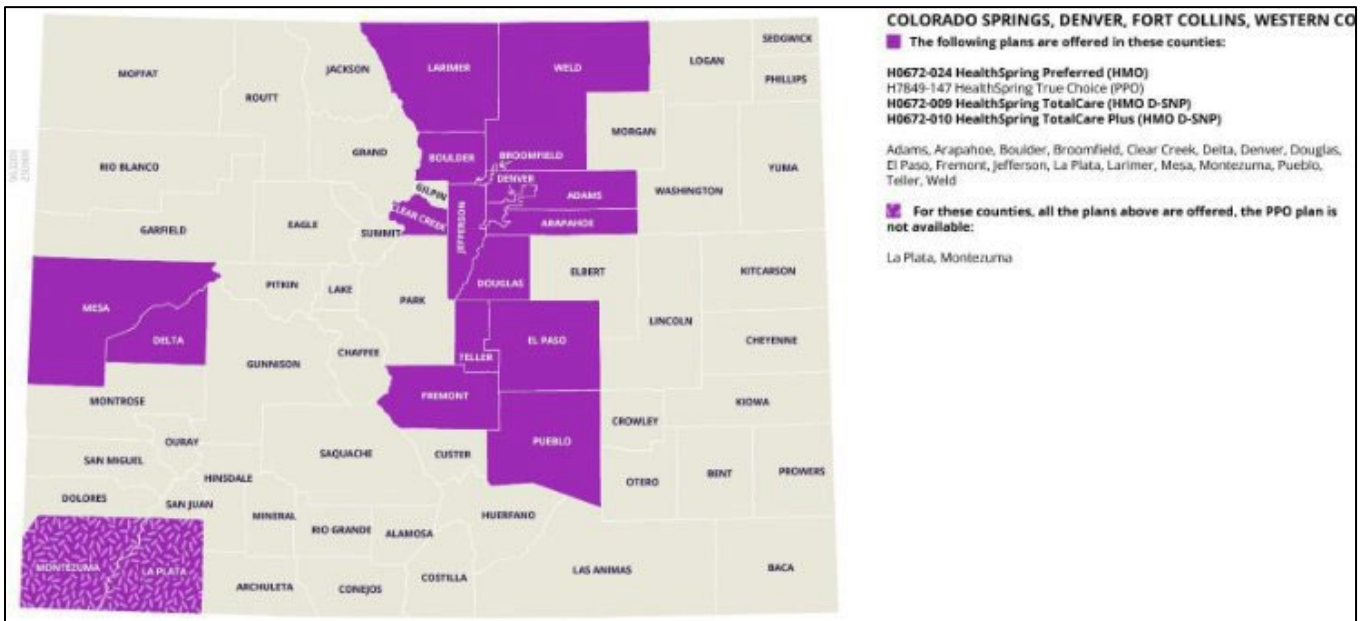 COLORADO SPRINGS, DENVER, FORT COLLINS, WESTERN CO
The following plans are offered in these counties:
H0672-024 HealthSpring Preferred (HMO)
H7849-147 HealthSpring True Choice (PPO)
H0672-009 HealthSpring TotalCare (HMO D-SNP)
H0672-010 HealthSpring TotalCare Plus (HMO D-SNP)
Adams, Arapahoe, Boulder, Broomfield, Clear Creek, Delta, Denver, Douglas,
El Paso, Fremont, Jefferson, La Plata, Larimer, Mesa, Montezuma, Pueblo,
Teller, Weld
For these counties, all the plans above are offered, the PPO plan is
not available:
La Plata, Montezuma
MOFFAT
ROUTT
JACKSON
LARIMER
WELD
LOGAN
SEDGWICK
PHILLIPS
MORGAN
RIO BLANCO
GRAND
BOULDER
BROOMFIELD
GILPIN
DENVER
ADAMS
WASHINGTON
YUMA
GARFIELD
EAGLE
SUMMIT
CLEAR CREEK
JEFFERSON
ARAPAHOE
PITKIN
LAKE
PARK
DOUGLAS
ELBERT
KITCARSON
MESA
DELTA
LINCOLN
GUNNISON
CHAFFEE
TELLER
EL PASO
CHEYENNE
MONTROSE
FREMONT
CROWLEY
KIOWA
OURAY
SAN MIGUEL
SAQUACHE
CUSTER
PUEBLO
HINSDALE
OTERO
BENT
PROWERS
DOLORES
SAN JUAN
MINERAL
RIO GRANDE
ALAMOSA
HUERFANO
MONTEZUMA
LA PLATA
ARCHULETA
CONEJOS
COSTILLA
LAS ANIMAS
BACA